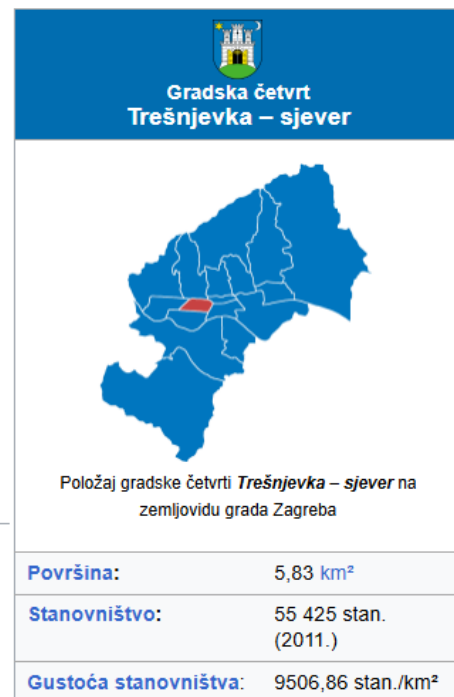 Gradska četvrt
Trešnjevka – sjever
Položaj gradske četvrti Trešnjevka – sjever na
zemljovidu grada Zagreba
Površina: 5,83 km²
Stanovništvo: 55 425 stan.
(2011.)
Gustoća stanovništva: 9506,86 stan./km²